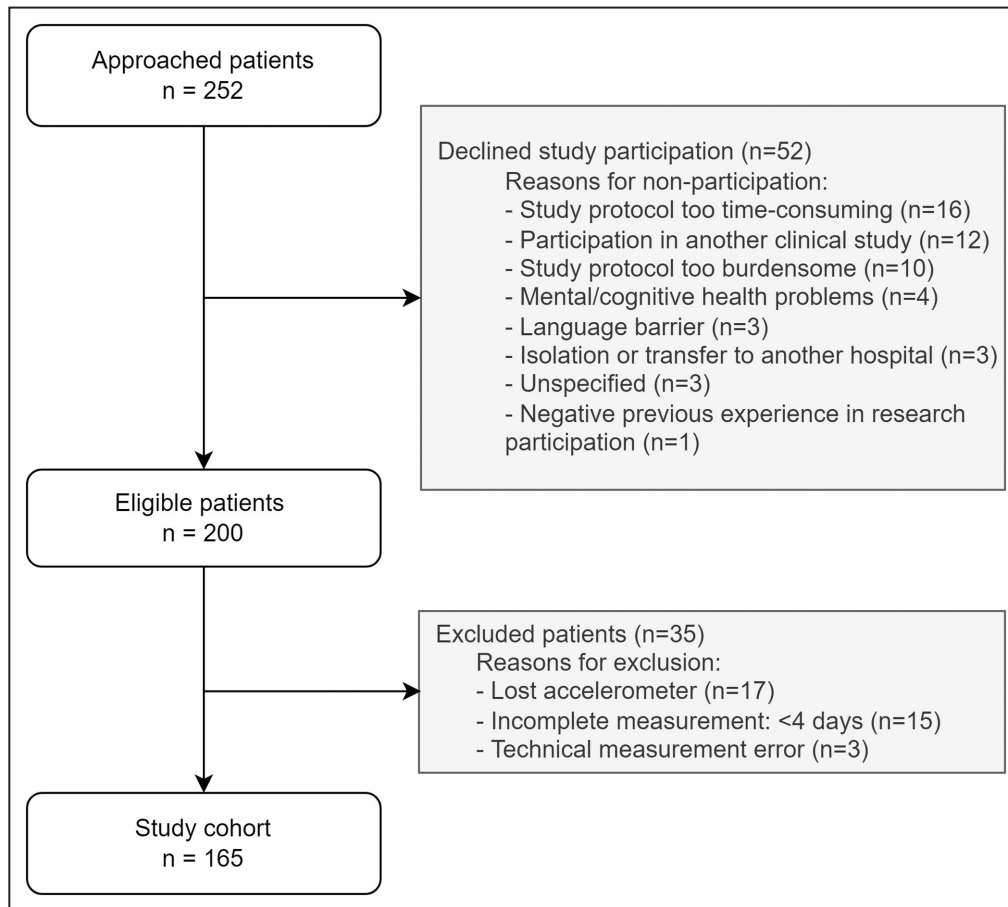 Approached patients
n = 252
Declined study participation (n=52)
Reasons for non-participation:
- Study protocol too time-consuming (n=16)
- Participation in another clinical study (n=12)
- Study protocol too burdensome (n=10)
- Mental/cognitive health problems (n=4)
- Language barrier (n=3)
- Isolation or transfer to another hospital (n=3)
- Unspecified (n=3)
- Negative previous experience in research
participation (n=1)
Eligible patients
n = 200
Excluded patients (n=35)
Reasons for exclusion:
- Lost accelerometer (n=17)
- Incomplete measurement: <4 days (n=15)
- Technical measurement error (n=3)
Study cohort
n = 165